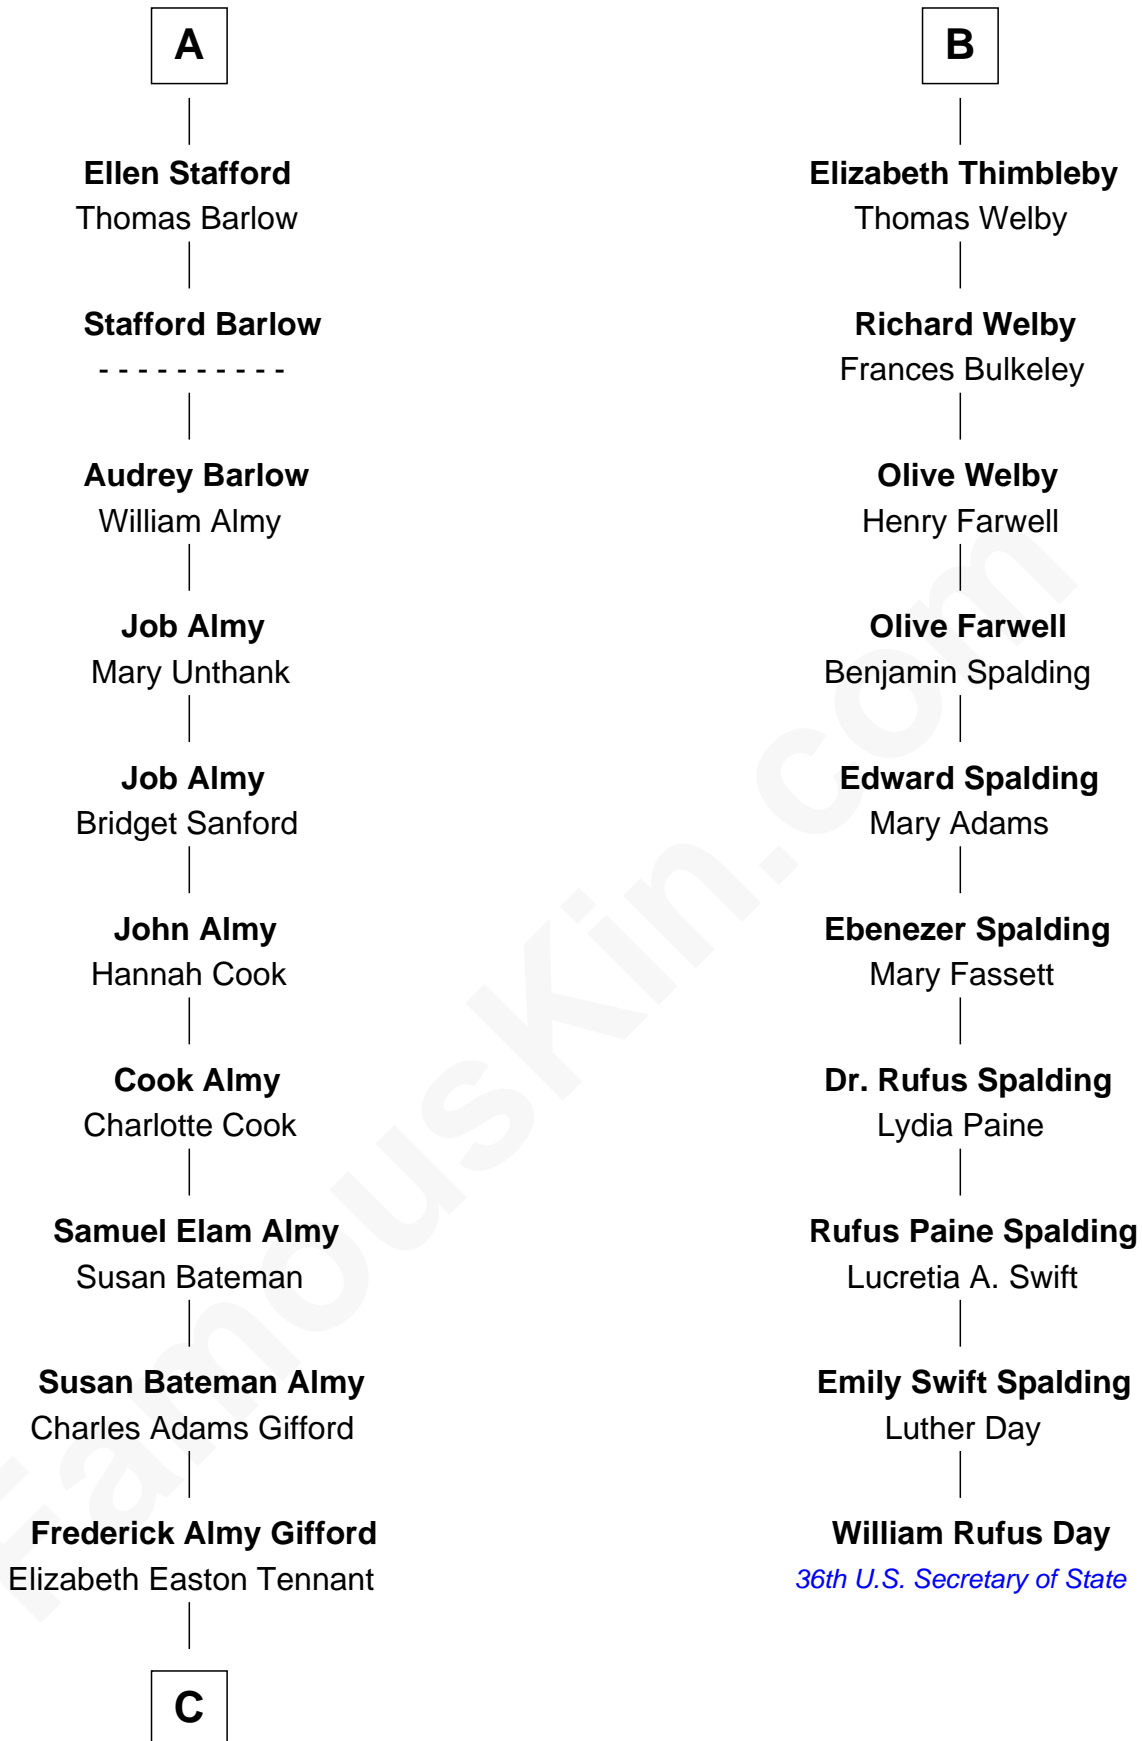 A
Ellen Stafford
Thomas Barlow
Stafford Barlow
- - - - - - - - - -
Audrey Barlow
William Almy
Job Almy
Mary Unthank
Job Almy
Bridget Sanford
John Almy
Hannah Cook
Cook Almy
Charlotte Cook
Samuel Elam Almy
Susan Bateman
Susan Bateman Almy
Charles Adams Gifford
Frederick Almy Gifford
Elizabeth Easton Tennant
C
B
Elizabeth Thimbleby
Thomas Welby
Richard Welby
Frances Bulkeley
Olive Welby
Henry Farwell
Olive Farwell
Benjamin Spalding
Edward Spalding
Mary Adams
Ebenezer Spalding
Mary Fassett
Dr. Rufus Spalding
Lydia Paine
Rufus Paine Spalding
Lucretia A. Swift
Emily Swift Spalding
Luther Day
William Rufus Day
36th U.S. Secretary of State
FamousKin.com